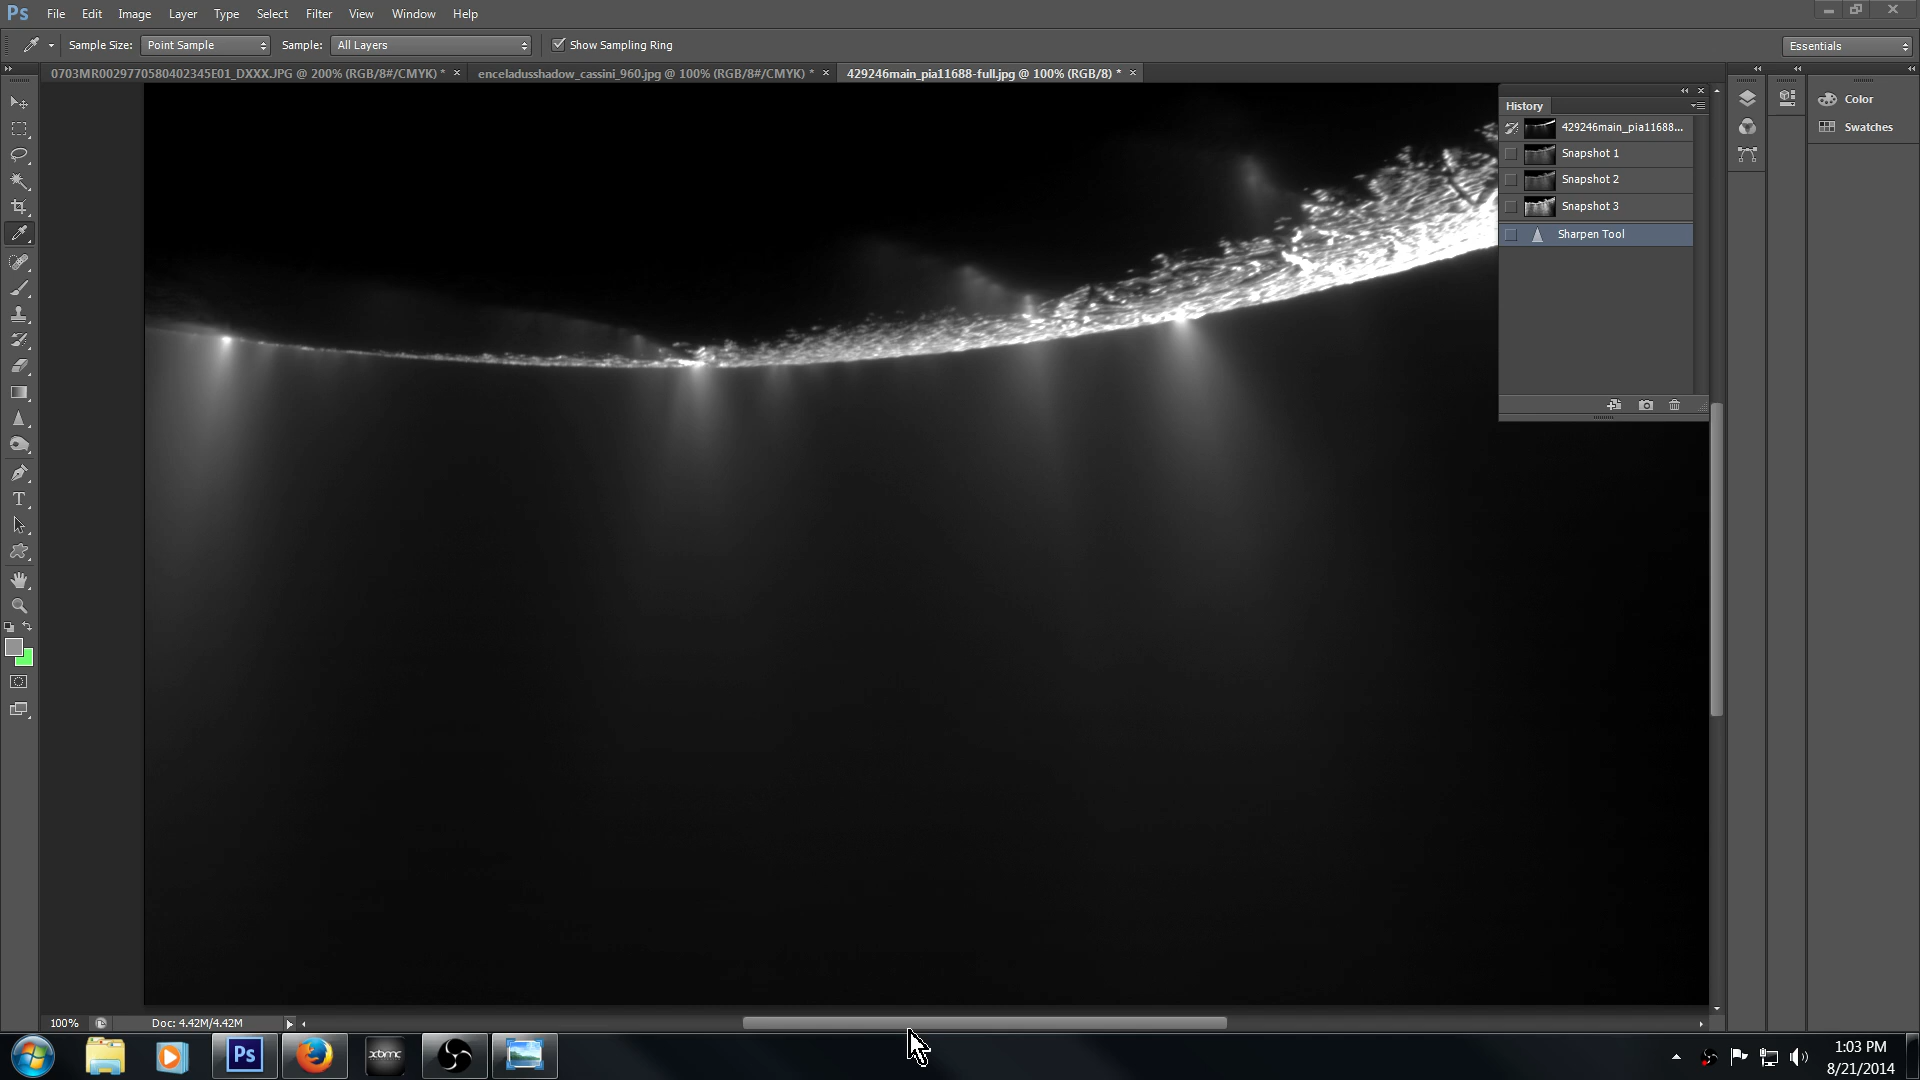 Ps File Edit Image Layer Type Select Filter View Window Help
Sample Size: Point Sample Sample: All Layers Show Sampling Ring Essentials
0703MR0029770580402345E01_DXXX.JPG @ 200% (RGB/8#/CMYK) * enceladusshadow_cassini_960.jpg @ 100% (RGB/8#/CMYK) * 429246main_pia11688-full.jpg @ 100% (RGB/8) *
History
429246main_pia11688...
Snapshot 1
Snapshot 2
Snapshot 3
Sharpen Tool
Color
Swatches
T
100% Doc: 4.42M/4.42M
Ps xbmc
1:03 PM
8/21/2014